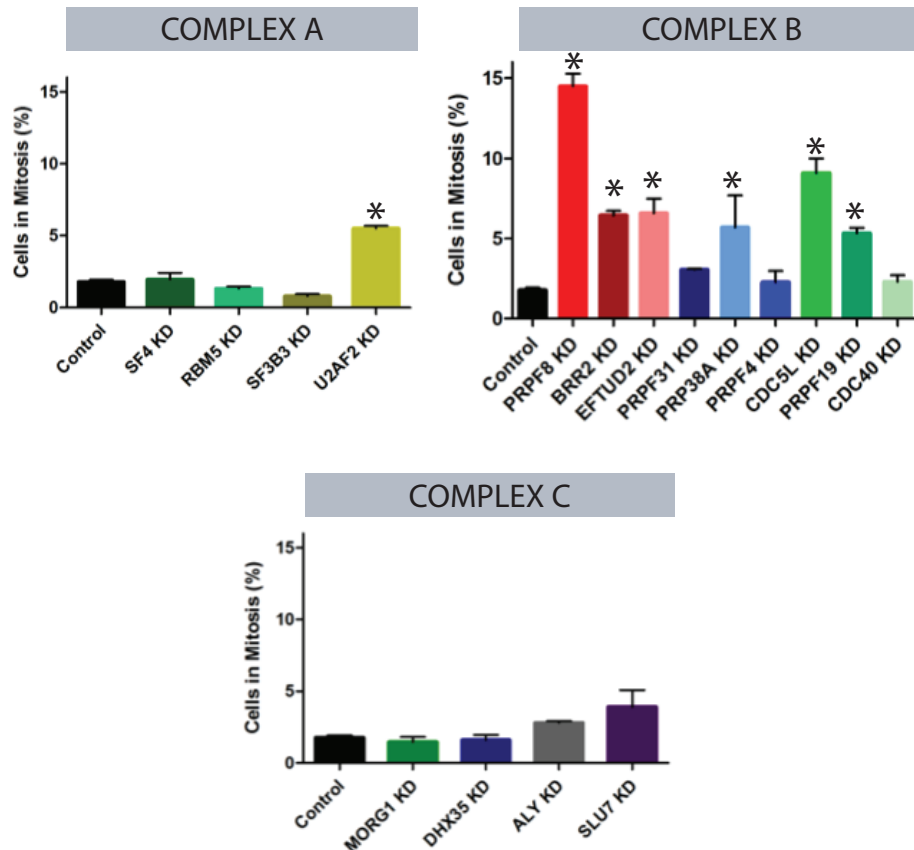 COMPLEX A
Cells in Mitosis (%)
15
10
5
0
*
Control
SF4 KD
RBM5 KD
SF3B3 KD
U2AF2 KD
COMPLEX B
Cells in Mitosis (%)
15
10
5
0
*
*
*
*
*
*
Control
PRPF8 KD
BRR2 KD
EFTUD2 KD
PRPF31 KD
PRP38A KD
PRPF4 KD
CDC5L KD
PRPF19 KD
CDC40 KD
COMPLEX C
Cells in Mitosis (%)
15
10
5
0
Control
MORG1 KD
DHX35 KD
ALY KD
SLU7 KD